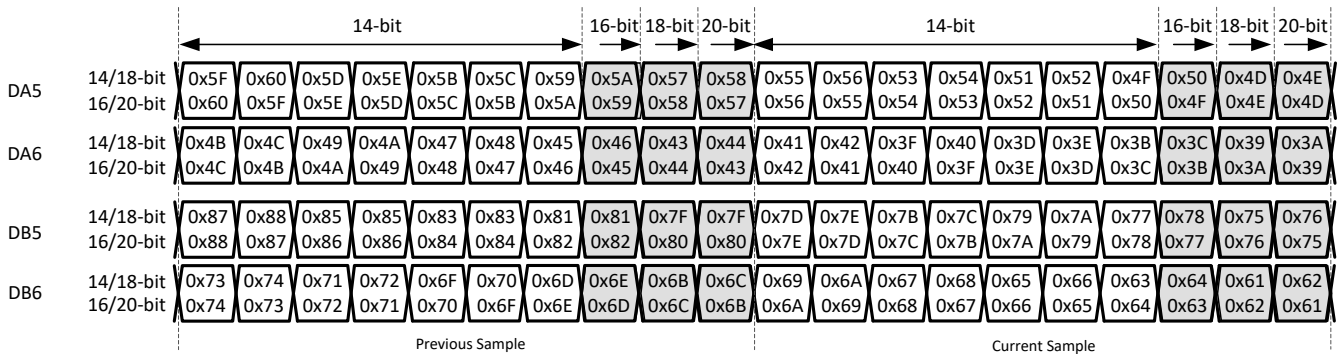 14-bit 16-bit 18-bit 20-bit 14-bit 16-bit 18-bit 20-bit
DA5
14/18-bit 0x5F 0x60 0x5D 0x5E 0x5B 0x5C 0x59 0x5A 0x57 0x58 0x55 0x56 0x53 0x54 0x51 0x52 0x4F 0x50 0x4D 0x4E
16/20-bit 0x60 0x5F 0x5E 0x5D 0x5C 0x5B 0x5A 0x59 0x58 0x57 0x56 0x55 0x54 0x53 0x52 0x51 0x50 0x4F 0x4E 0x4D
DA6
14/18-bit 0x4B 0x4C 0x49 0x4A 0x47 0x48 0x45 0x46 0x43 0x44 0x41 0x42 0x3F 0x40 0x3D 0x3E 0x3B 0x3C 0x39 0x3A
16/20-bit 0x4C 0x4B 0x4A 0x49 0x48 0x47 0x46 0x45 0x44 0x43 0x42 0x41 0x40 0x3F 0x3E 0x3D 0x3C 0x3B 0x3A 0x39
DB5
14/18-bit 0x87 0x88 0x85 0x85 0x83 0x83 0x81 0x81 0x7F 0x7F 0x7D 0x7E 0x7B 0x7C 0x79 0x7A 0x77 0x78 0x75 0x76
16/20-bit 0x88 0x87 0x86 0x86 0x84 0x84 0x82 0x82 0x80 0x80 0x7E 0x7D 0x7C 0x7B 0x7A 0x79 0x78 0x77 0x76 0x75
DB6
14/18-bit 0x73 0x74 0x71 0x72 0x6F 0x70 0x6D 0x6E 0x6B 0x6C 0x69 0x6A 0x67 0x68 0x65 0x66 0x63 0x64 0x61 0x62
16/20-bit 0x74 0x73 0x72 0x71 0x70 0x6F 0x6E 0x6D 0x6C 0x6B 0x6A 0x69 0x68 0x67 0x66 0x65 0x64 0x63 0x62 0x61
Previous Sample Current Sample